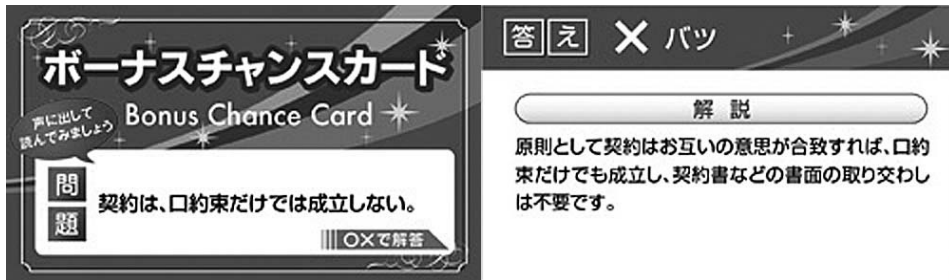 ボーナスチャンスカード
Bonus Chance Card
声に出して
読んでみましょう
問題
契約は、口約束だけでは成立しない。
○×で解答
答え × バツ
解説
原則として契約はお互いの意思が合致すれば、口約
束だけでも成立し、契約書などの書面の取り交わし
は不要です。